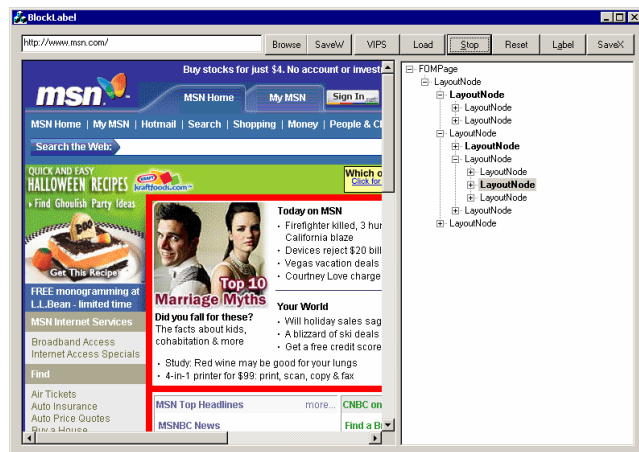 BlockLabel
http://www.msn.com/
Browse SaveW VIPS Load Stop Reset Label SaveX
Buy stocks for just $4. No account or invest
msn
MSN Home My MSN Sign In
MSN Home | My MSN | Hotmail | Search | Shopping | Money | People & C
Search the Web:
QUICK AND EASY
HALLOWEEN RECIPES
kraftfoods.com
Find Ghoulish Party Ideas
BOO
Get This Recipe
Which o
Click for
FREE monogramming at
L.L.Bean - limited time
MSN Internet Services
Broadband Access
Internet Access Specials
Find
Air Tickets
Auto Insurance
Auto Price Quotes
Buy a House
Top 10
Marriage Myths
Did you fall for these?
The facts about kids,
cohabitation & more
Today on MSN
· Firefighter killed, 3 hur
California blaze
· Devices reject $20 bill
· Vegas vacation deals
· Courtney Love charge
Your World
· Will holiday sales sag
· A blizzard of ski deals
· Get a free credit score
· Study: Red wine may be good for your lungs
· 4-in-1 printer for $99: print, scan, copy & fax
MSN Top Headlines more...
MSNBC News
CNBC on
Find a B
FOMPage
LayoutNode
LayoutNode
LayoutNode
LayoutNode
LayoutNode
LayoutNode
LayoutNode
LayoutNode
LayoutNode
LayoutNode
LayoutNode
LayoutNode